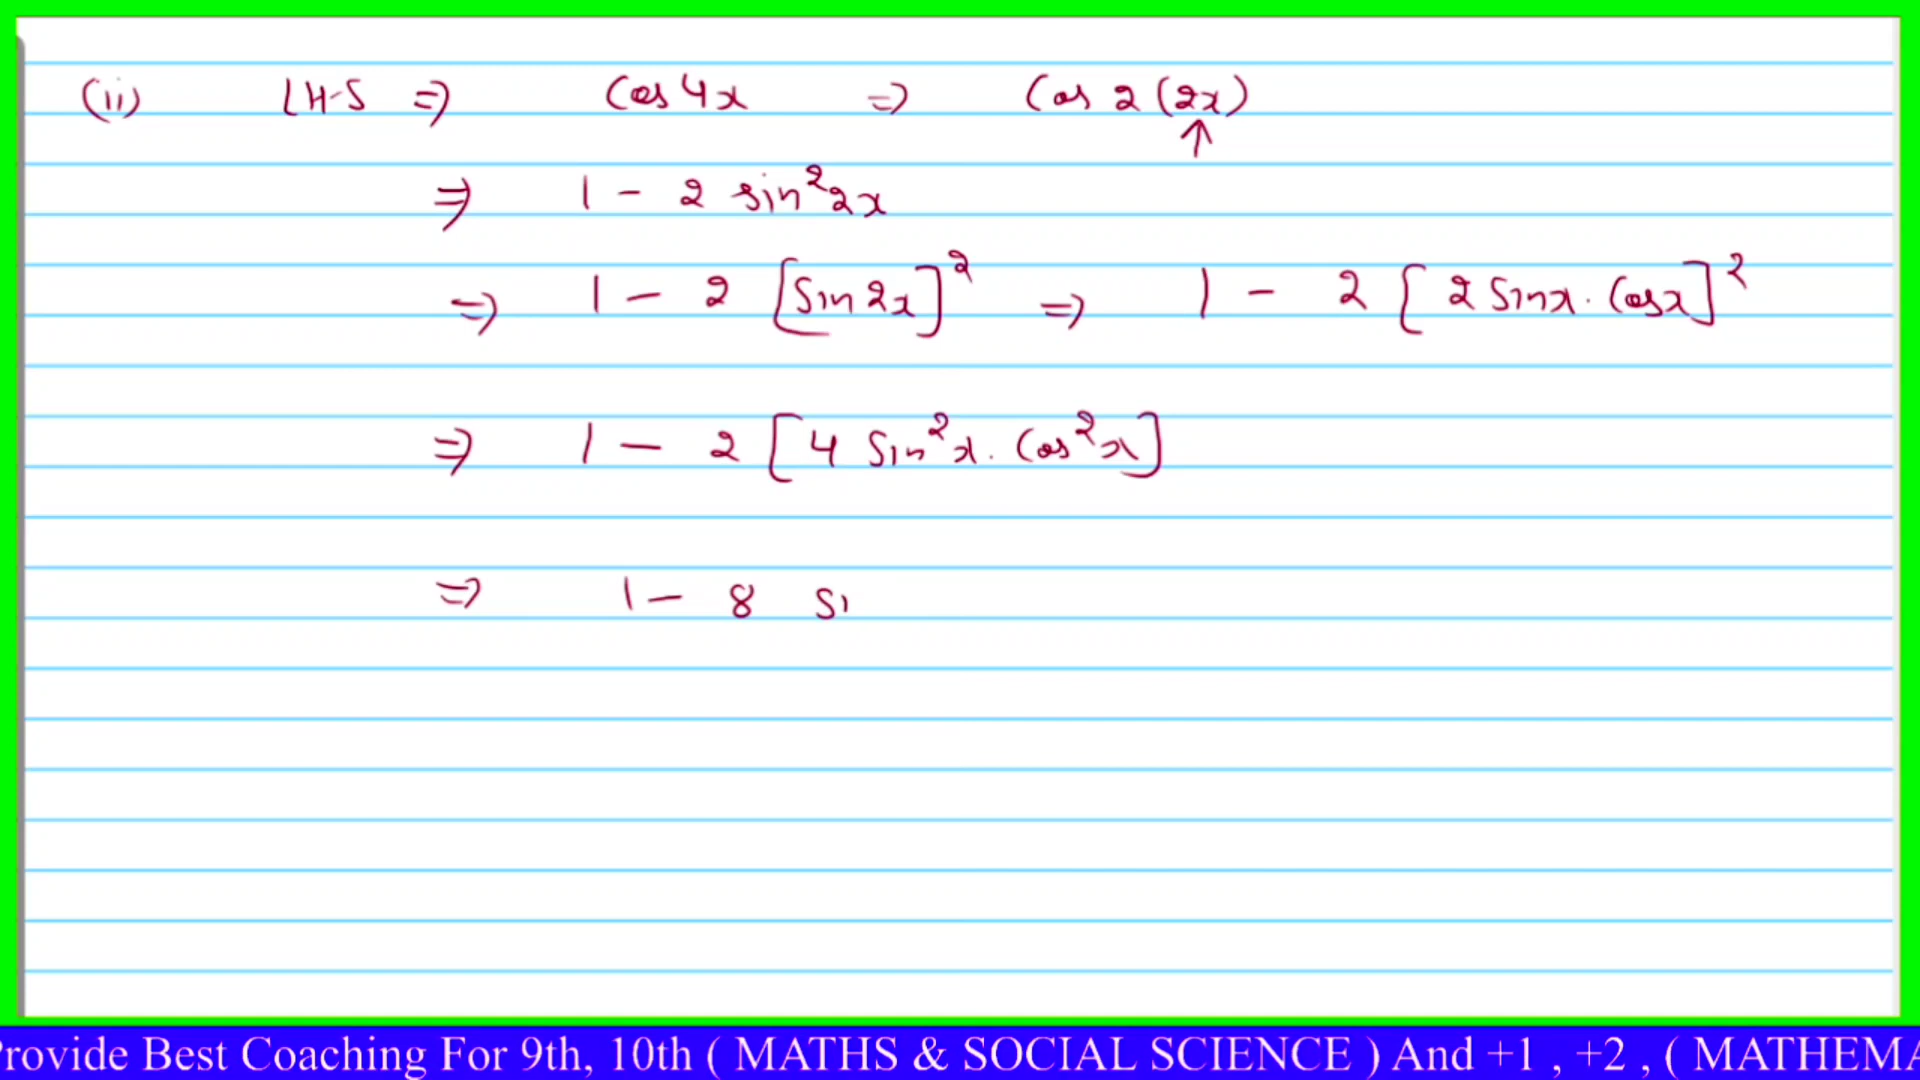 (ii) LH-S ⇒ Cos 4x ⇒ Cos 2 (2x)
↑
⇒ 1 - 2 sin²2x
⇒ 1 - 2 [Sin 2x]² ⇒ 1 - 2 [2 Sinx. Cosx]²
⇒ 1 - 2 [4 Sin²x. Cos²x]
⇒ 1 - 8 Si
Provide Best Coaching For 9th, 10th ( MATHS & SOCIAL SCIENCE ) And +1 , +2 , ( MATHEMA